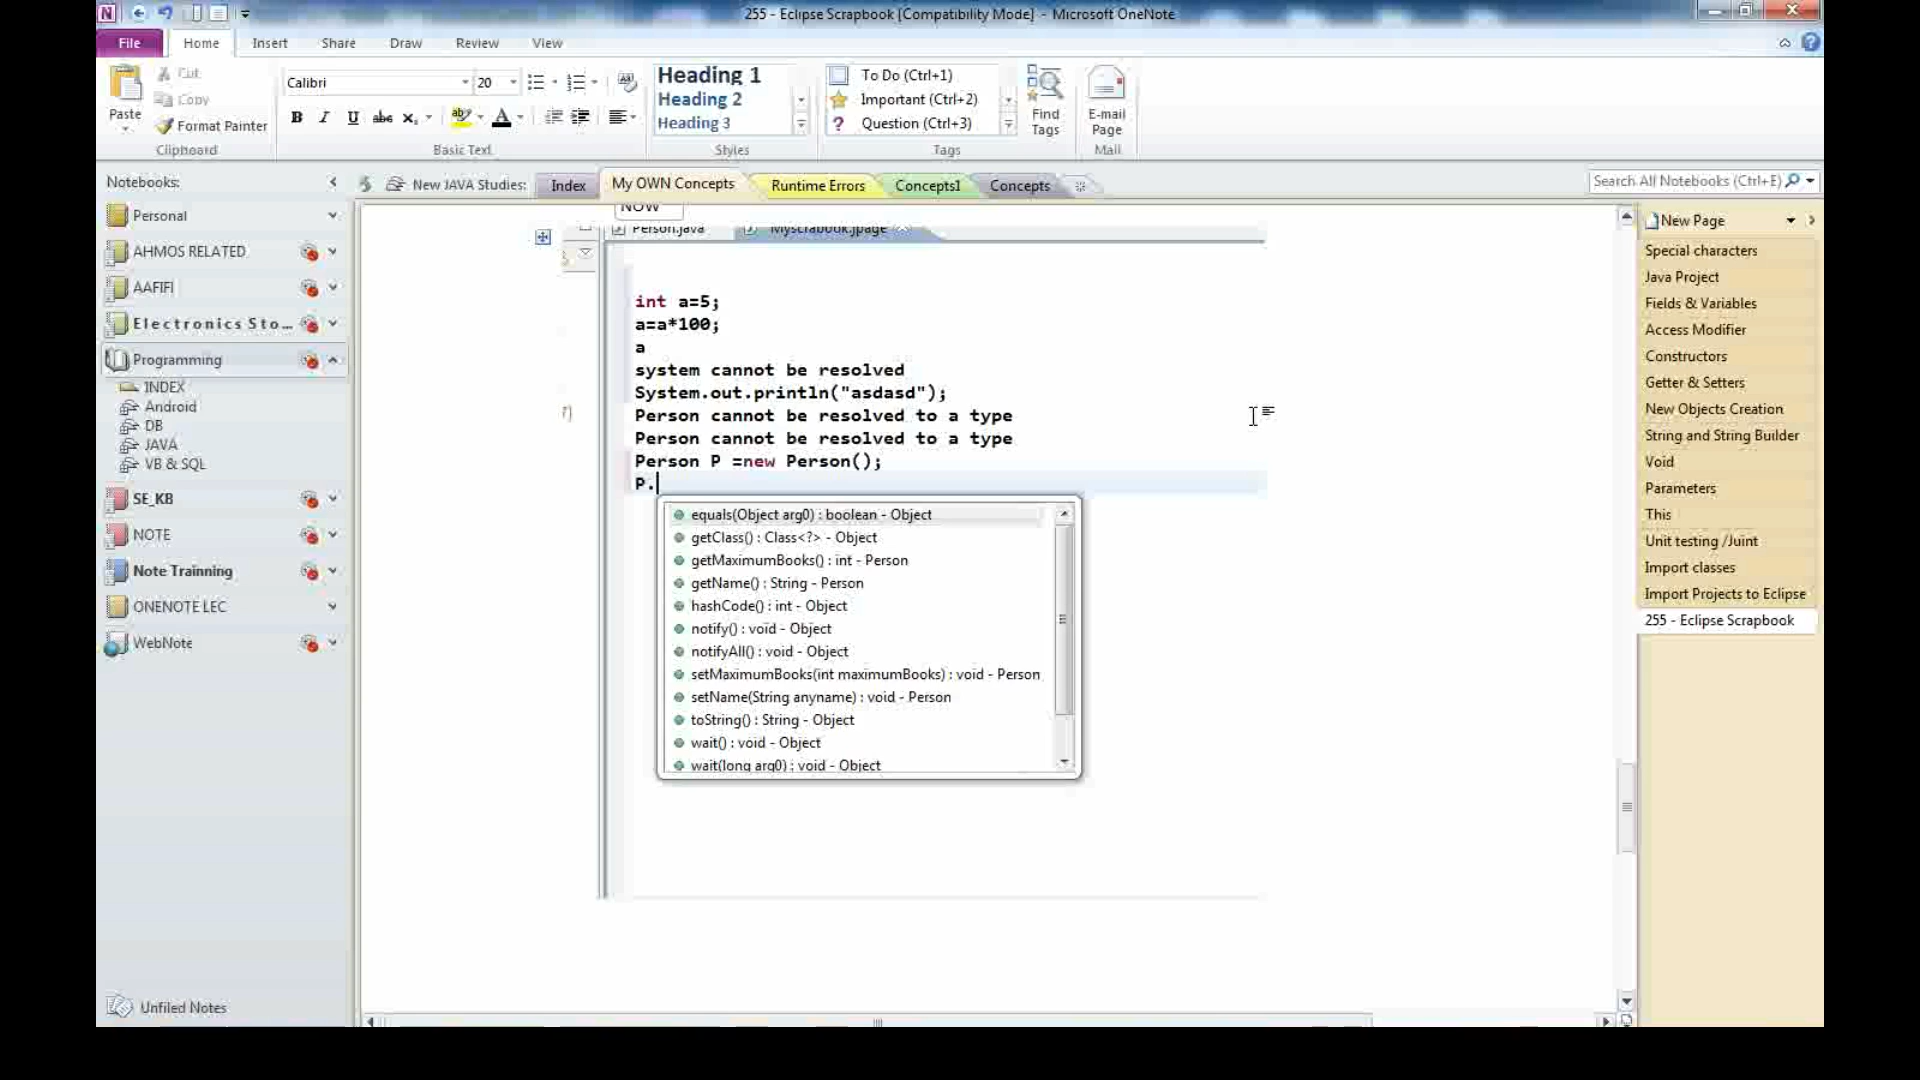 255 - Eclipse Scrapbook [Compatibility Mode] - Microsoft OneNote
File Home Insert Share Draw Review View
Paste
Cut
Copy
Format Painter
Clipboard
Calibri 20
B I U abc
Basic Text
Heading 1
Heading 2
Heading 3
Styles
To Do (Ctrl+1)
Important (Ctrl+2)
Question (Ctrl+3)
Tags
Find Tags
E-mail Page
Mail
Notebooks:
New JAVA Studies: Index My OWN Concepts Runtime Errors Concepts1 Concepts
Search All Notebooks (Ctrl+E)
Personal
AHMOS RELATED
AAFIFI
Electronics Sto...
Programming
INDEX
Android
DB
JAVA
VB & SQL
SE_KB
NOTE
Note Trainning
ONENOTE LEC
WebNote
Unfiled Notes
NOW
Person.java Myscrabook.jpage
int a=5;
a=a*100;
a
system cannot be resolved
System.out.println("asdasd");
Person cannot be resolved to a type
Person cannot be resolved to a type
Person P =new Person();
P.
equals(Object arg0) : boolean - Object
getClass() : Class<?> - Object
getMaximumBooks() : int - Person
getName() : String - Person
hashCode() : int - Object
notify() : void - Object
notifyAll() : void - Object
setMaximumBooks(int maximumBooks) : void - Person
setName(String anyname) : void - Person
toString() : String - Object
wait() : void - Object
wait(long arg0) : void - Object
New Page
Special characters
Java Project
Fields & Variables
Access Modifier
Constructors
Getter & Setters
New Objects Creation
String and String Builder
Void
Parameters
This
Unit testing /Juint
Import classes
Import Projects to Eclipse
255 - Eclipse Scrapbook